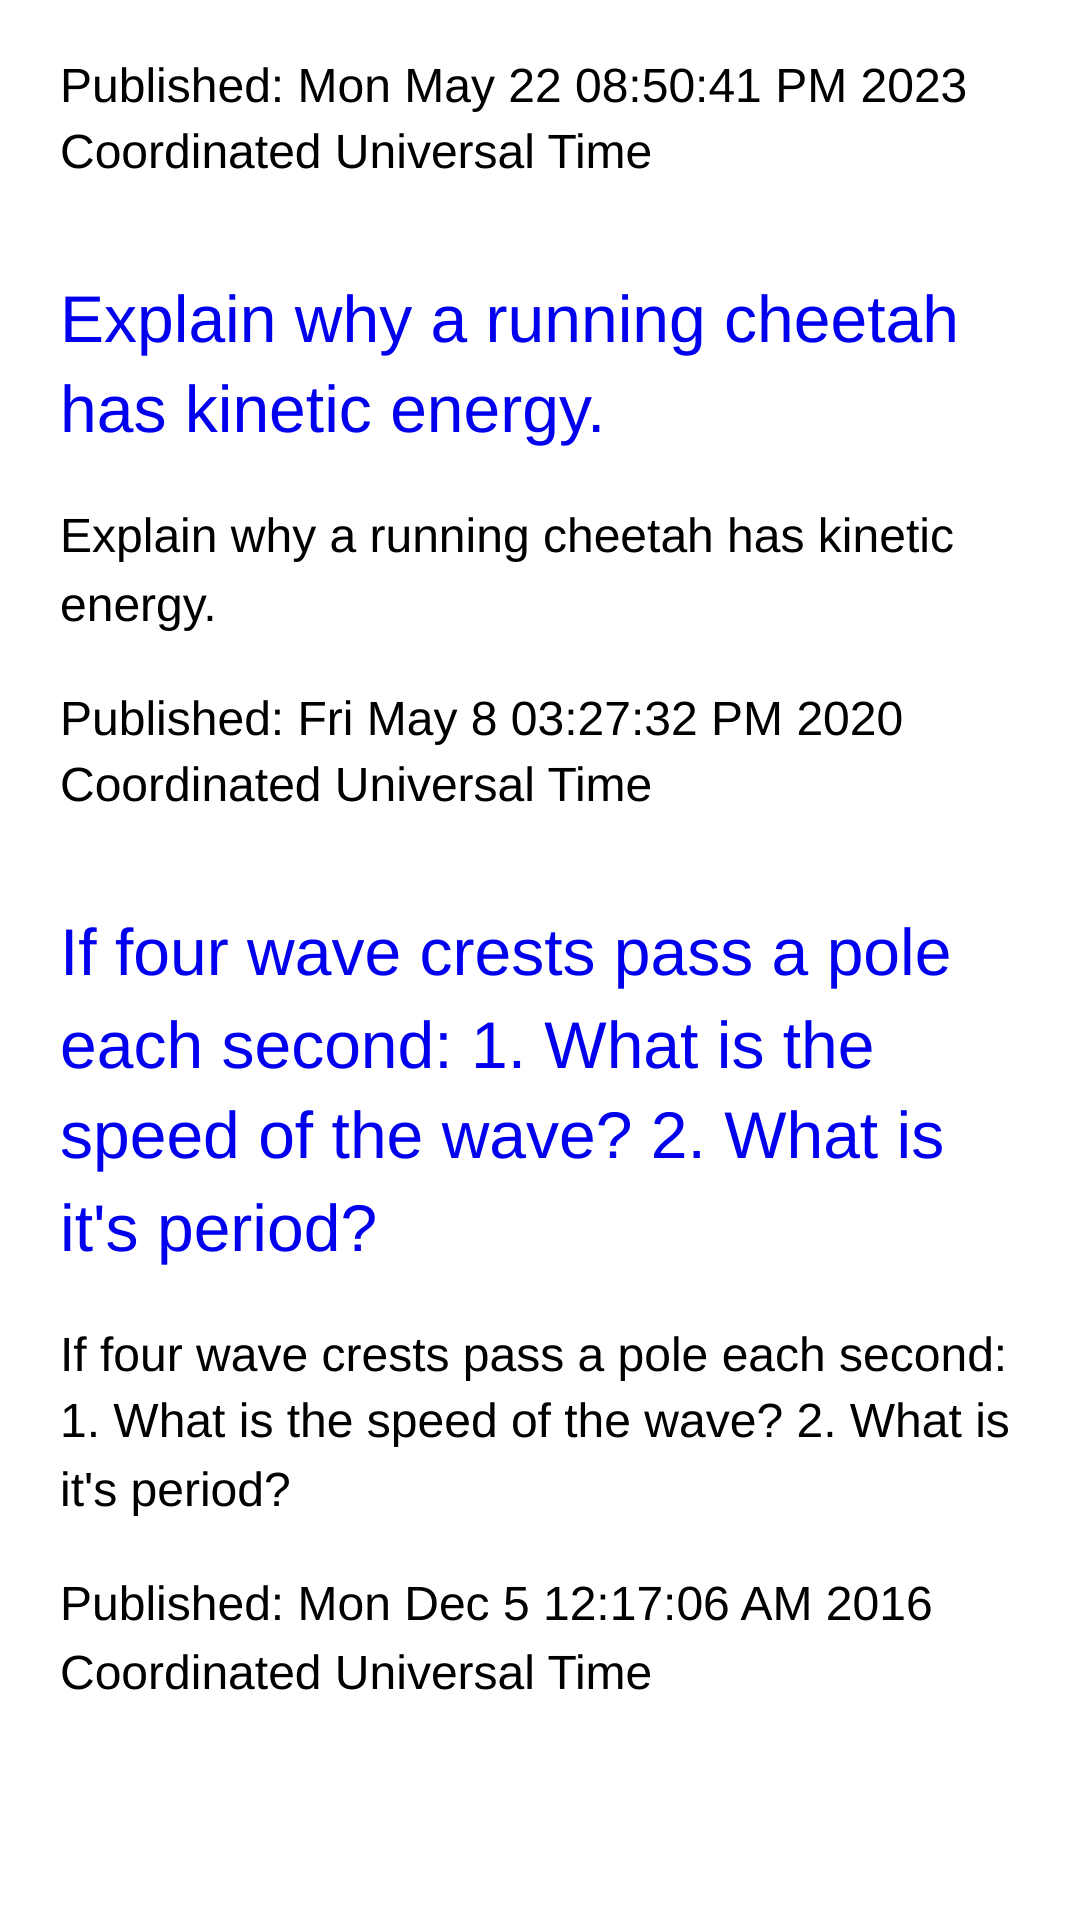 Published: Mon May 22 08:50:41 PM 2023
Coordinated Universal Time
Explain why a running cheetah
has kinetic energy.
Explain why a running cheetah has kinetic
energy.
Published: Fri May 8 03:27:32 PM 2020
Coordinated Universal Time
If four wave crests pass a pole
each second: 1. What is the
speed of the wave? 2. What is
it's period?
If four wave crests pass a pole each second:
1. What is the speed of the wave? 2. What is
it's period?
Published: Mon Dec 5 12:17:06 AM 2016
Coordinated Universal Time